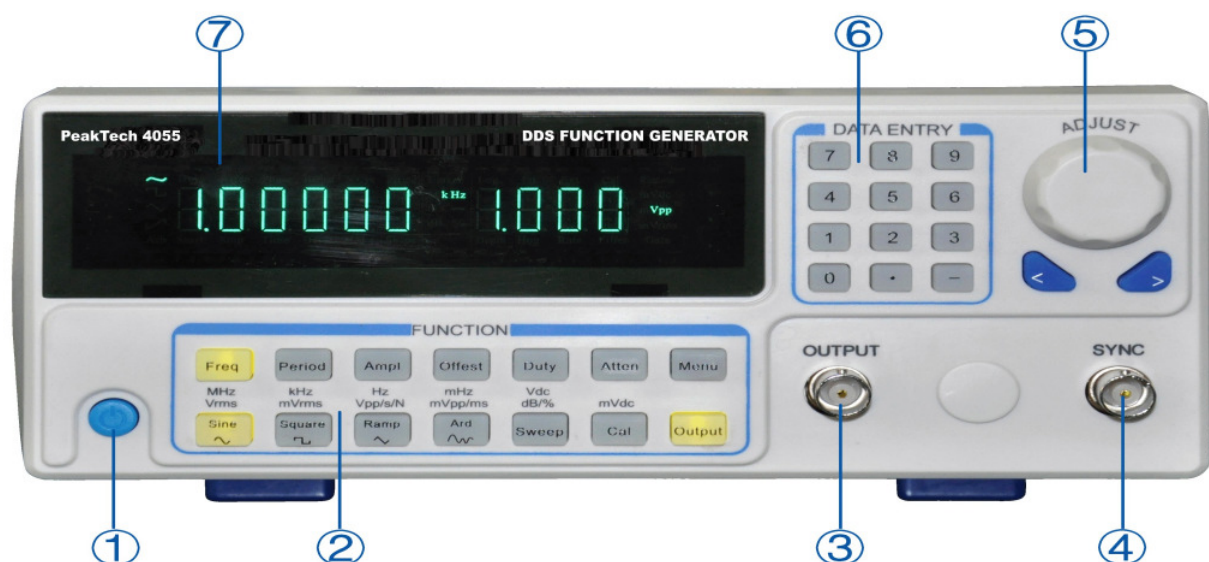 ⑦ ⑥ ⑤
PeakTech 4055 DDS FUNCTION GENERATOR
~ 1.00000 kHz 1.000 Vpp
DATA ENTRY
7 8 9
4 5 6
1 2 3
0 • −
ADJUST
< >
FUNCTION
Freq Period Ampl Offest Duty Atten Menu
MHz kHz Hz mHz Vdc
Vrms mVrms Vpp/s/N mVpp/ms dB/% mVdc
Sine Square Ramp Ard Sweep Cal Output
OUTPUT SYNC
① ② ③ ④